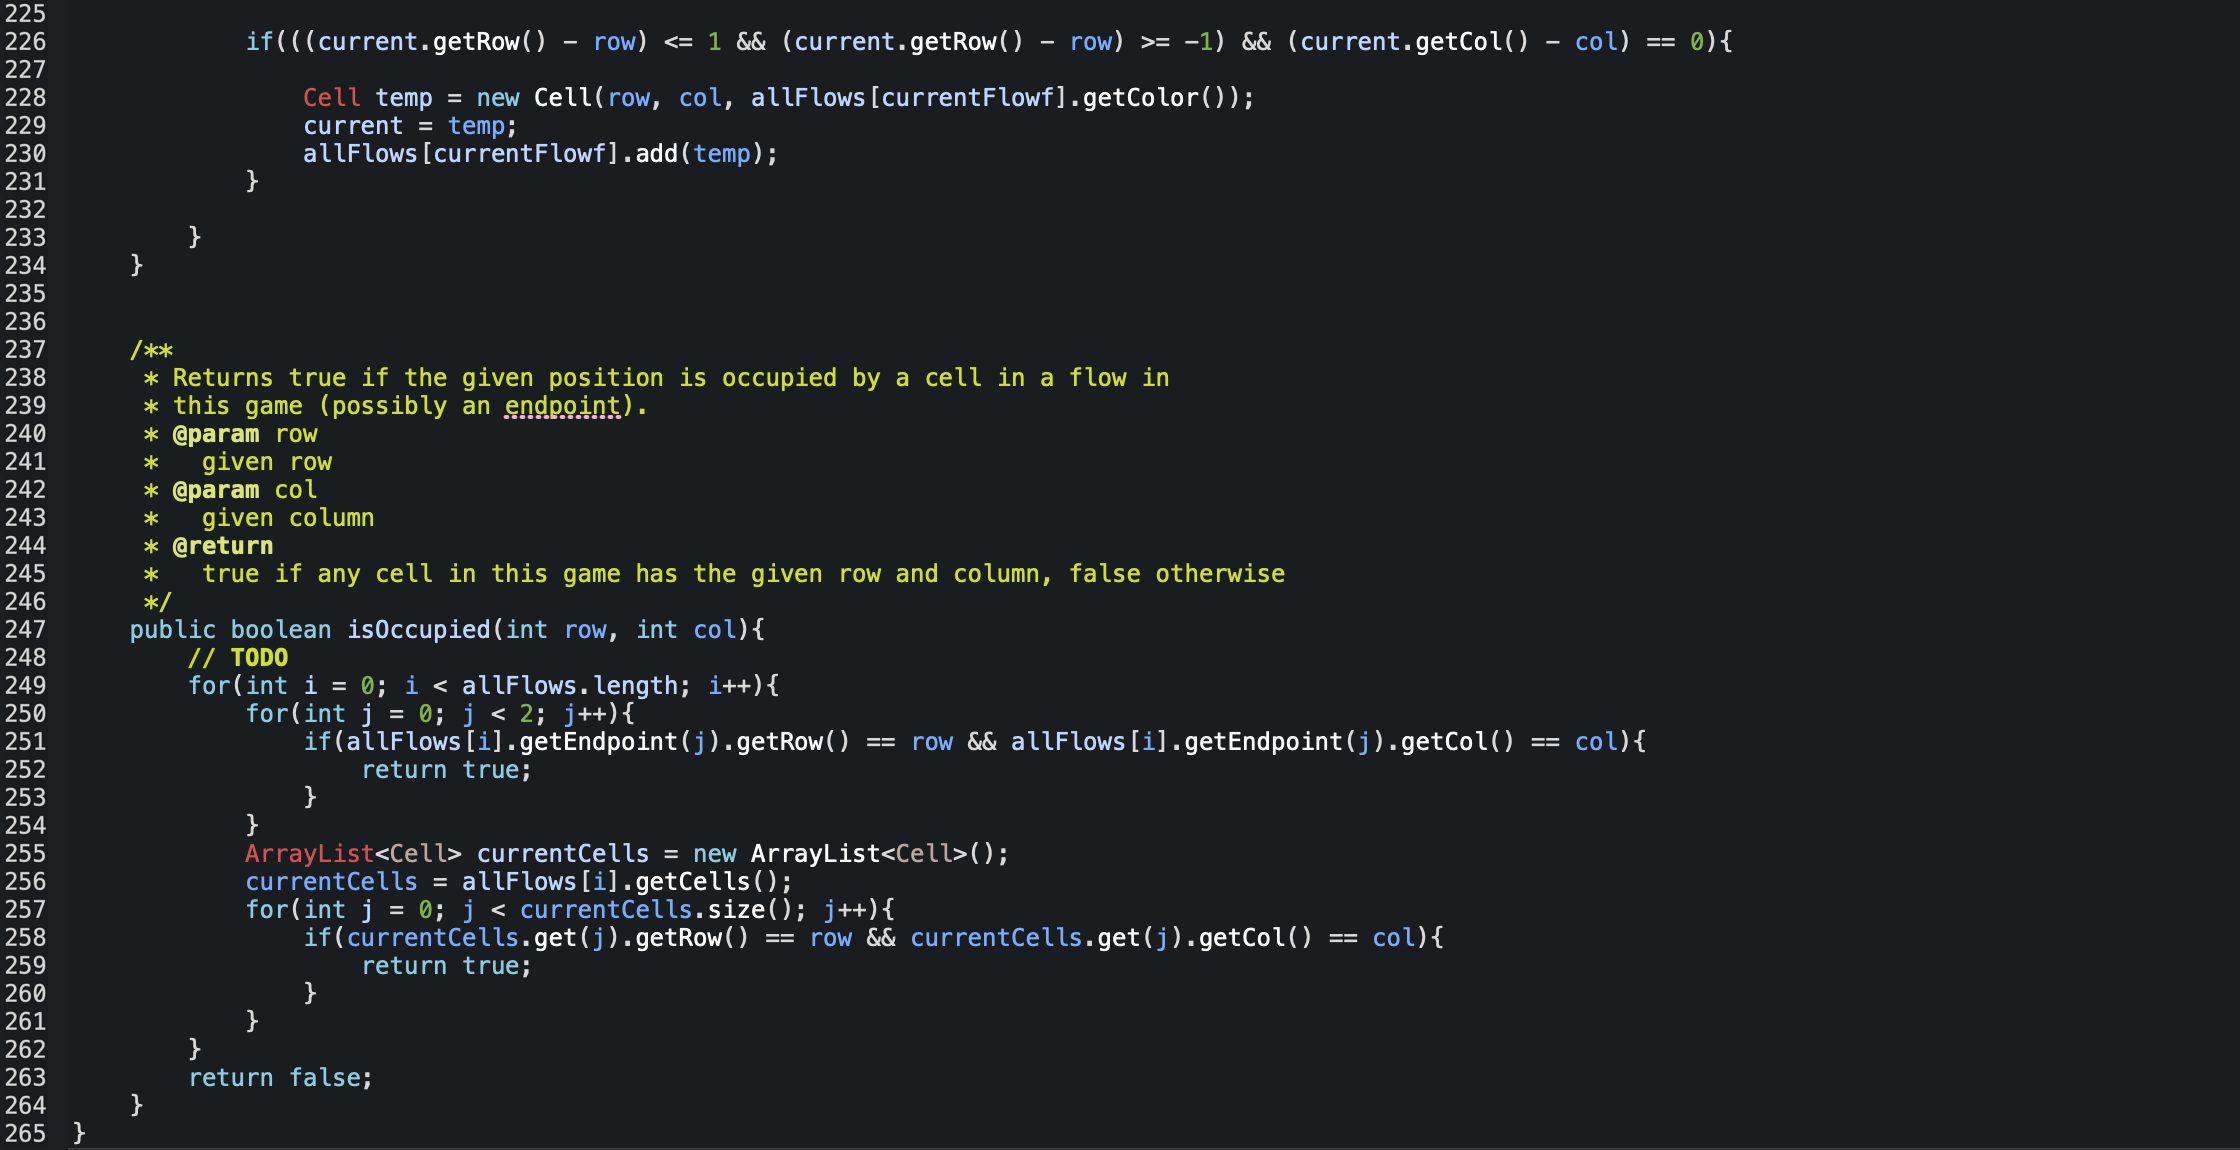 225
226 if(((current.getRow() - row) <= 1 && (current.getRow() - row) >= -1) && (current.getCol() - col) == 0){
227
228 Cell temp = new Cell(row, col, allFlows[currentFlowf].getColor());
229 current = temp;
230 allFlows[currentFlowf].add(temp);
231 }
232
233 }
234 }
235
236
237 /**
238 * Returns true if the given position is occupied by a cell in a flow in
239 * this game (possibly an endpoint).
240 * @param row
241 *   given row
242 * @param col
243 *   given column
244 * @return
245 *   true if any cell in this game has the given row and column, false otherwise
246 */
247 public boolean isOccupied(int row, int col){
248 // TODO
249 for(int i = 0; i < allFlows.length; i++){
250 for(int j = 0; j < 2; j++){
251 if(allFlows[i].getEndpoint(j).getRow() == row && allFlows[i].getEndpoint(j).getCol() == col){
252 return true;
253 }
254 }
255 ArrayList<Cell> currentCells = new ArrayList<Cell>();
256 currentCells = allFlows[i].getCells();
257 for(int j = 0; j < currentCells.size(); j++){
258 if(currentCells.get(j).getRow() == row && currentCells.get(j).getCol() == col){
259 return true;
260 }
261 }
262 }
263 return false;
264 }
265 }